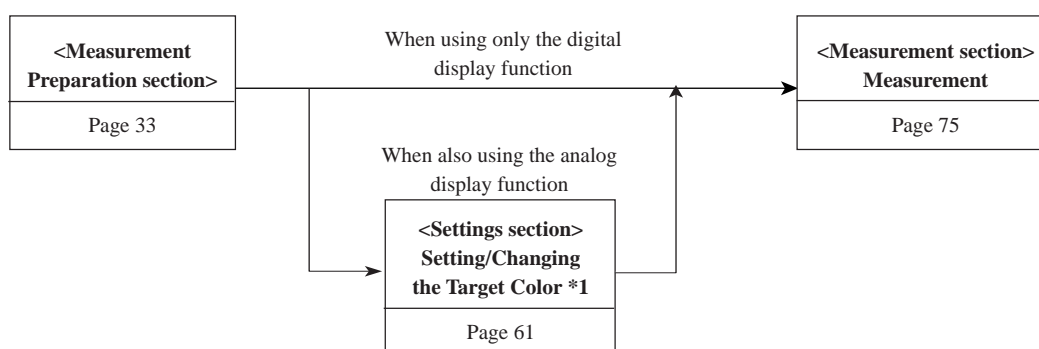 <Measurement
Preparation section>
Page 33
When using only the digital
display function
<Measurement section>
Measurement
Page 75
When also using the analog
display function
<Settings section>
Setting/Changing
the Target Color *1
Page 61